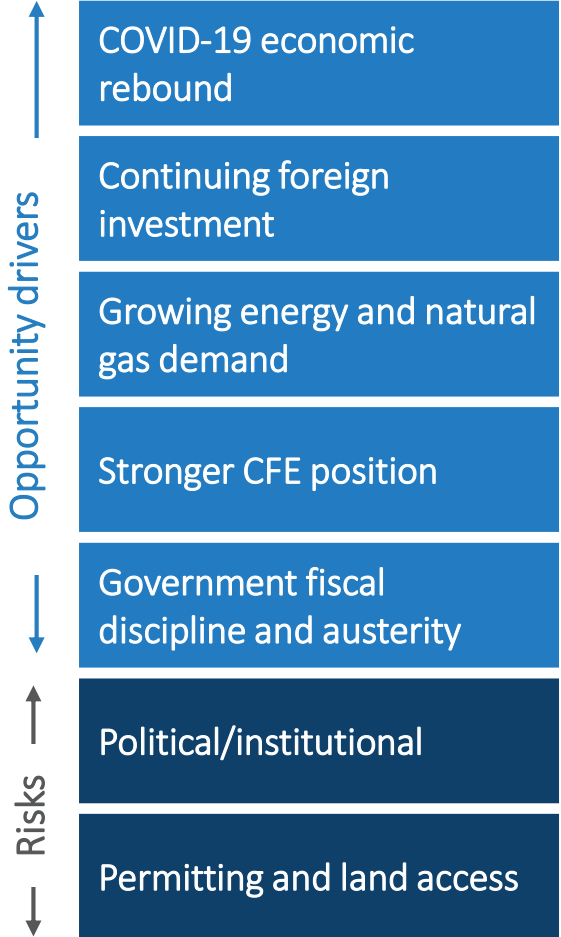 Opportunity drivers
COVID-19 economic
rebound
Continuing foreign
investment
Growing energy and natural
gas demand
Stronger CFE position
Government fiscal
discipline and austerity
Risks
Political/institutional
Permitting and land access